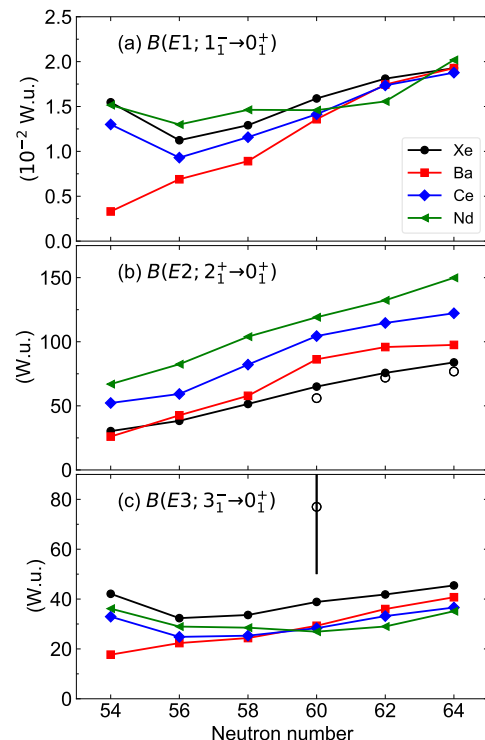 (a) B(E1; 1₁⁻→0₁⁺)
(10⁻² W.u.)
2.5
2.0
1.5
1.0
0.5
0.0
Xe
Ba
Ce
Nd
(b) B(E2; 2₁⁺→0₁⁺)
(W.u.)
150
100
50
0
(c) B(E3; 3₁⁻→0₁⁺)
(W.u.)
80
60
40
20
0
54 56 58 60 62 64
Neutron number